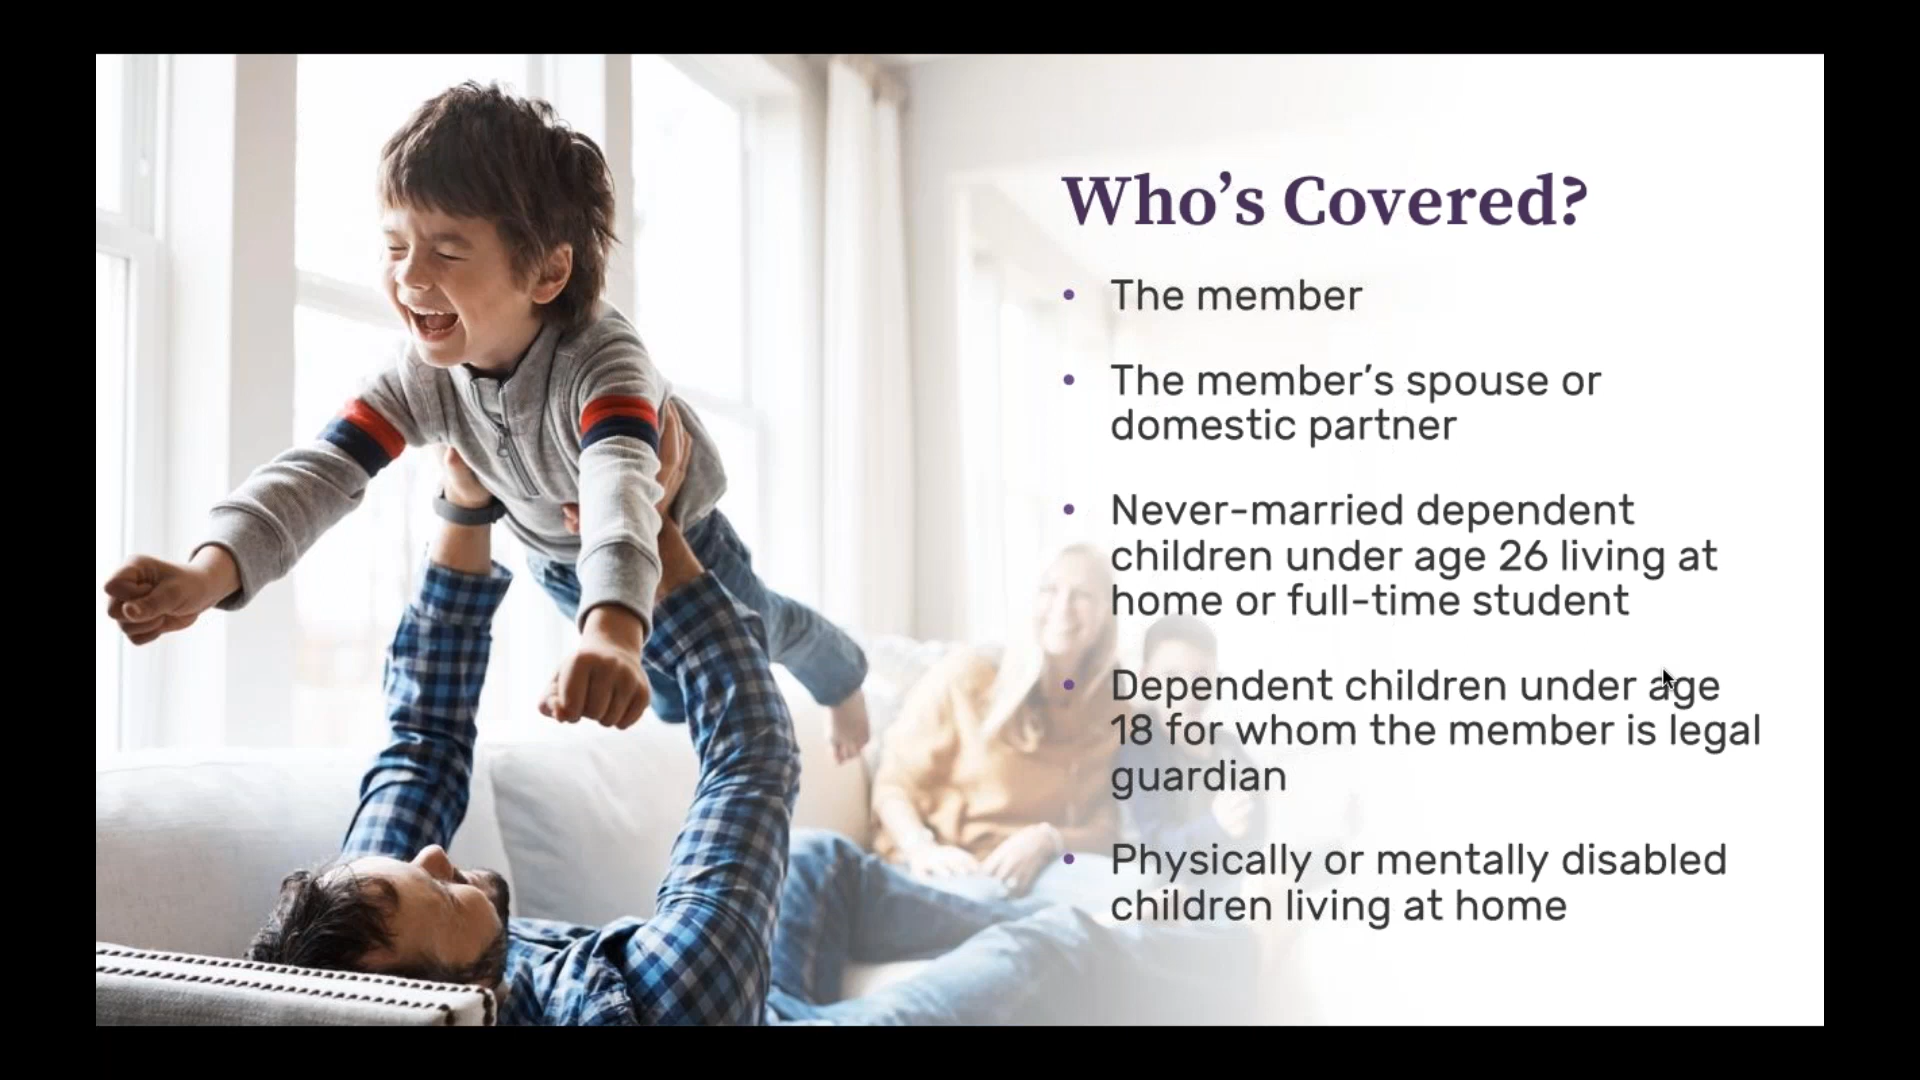 Who’s Covered?
• The member
• The member’s spouse or
domestic partner
• Never-married dependent
children under age 26 living at
home or full-time student
• Dependent children under age
18 for whom the member is legal
guardian
• Physically or mentally disabled
children living at home